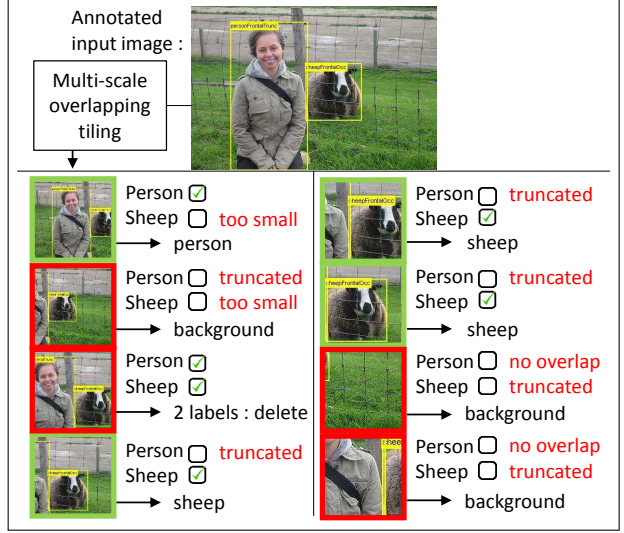 Annotated
input image :
personFrontalTrunc
sheepFrontalOcc
Multi-scale
overlapping
tiling
Person ✓
Sheep too small
person
Person truncated
Sheep too small
background
Person ✓
Sheep ✓
2 labels : delete
Person truncated
Sheep ✓
sheep
Person truncated
Sheep ✓
sheep
Person truncated
Sheep ✓
sheep
Person no overlap
Sheep truncated
background
Person no overlap
Sheep truncated
background